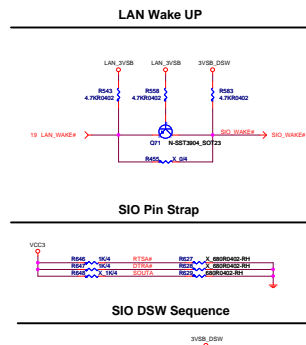 LAN Wake UP
LAN_3VSB LAN_3VSB 3VSB_DSW
R543 R558 R583
4.7KR0402 4.7KR0402 4.7KR0402
19 LAN_WAKE# SIO_WAKE# SIO_WAKE#
Q71 N-SST3904_SOT23
R455 X_0/4
SIO Pin Strap
VCC3
R646 1K/4 RTSA# R627 X_680R0402-RH
R647 1K/4 DTRA# R628 X_680R0402-RH
R648 X_1K/4 SOUTA R629 680R0402-RH
SIO DSW Sequence
3VSB_DSW